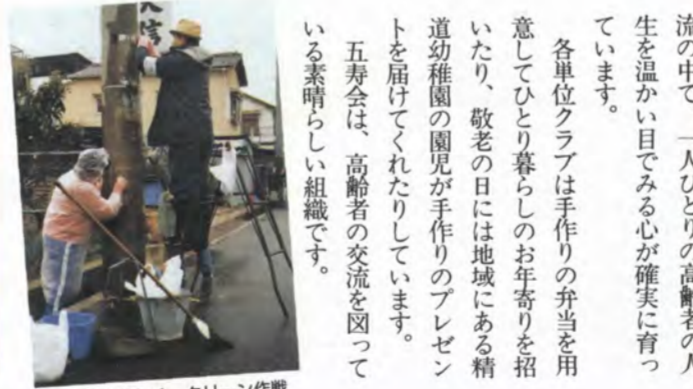 流の中で、一人ひとりの高齢者の人
生を温かい目でみる心が確実に育っ
ています。
　各単位クラブは手作りの弁当を用
意してひとり暮らしのお年寄りを招
いたり、敬老の日には地域にある精
道幼稚園の園児が手作りのプレゼン
トを届けてくれたりしています。
　五寿会は、高齢者の交流を図って
いる素晴らしい組織です。
クリーン作戦